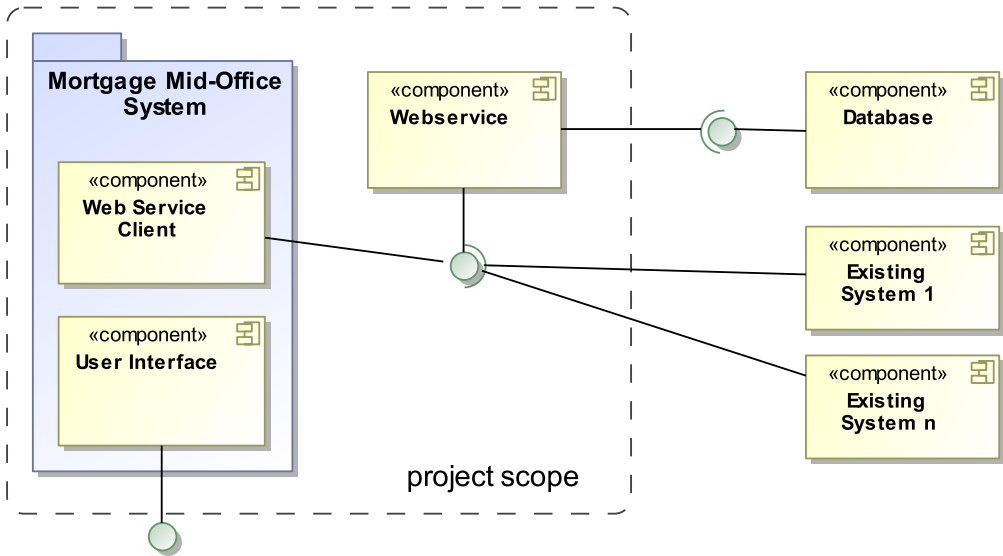 Mortgage Mid-Office
System
«component»
Web Service
Client
«component»
User Interface
«component»
Webservice
project scope
«component»
Database
«component»
Existing
System 1
«component»
Existing
System n